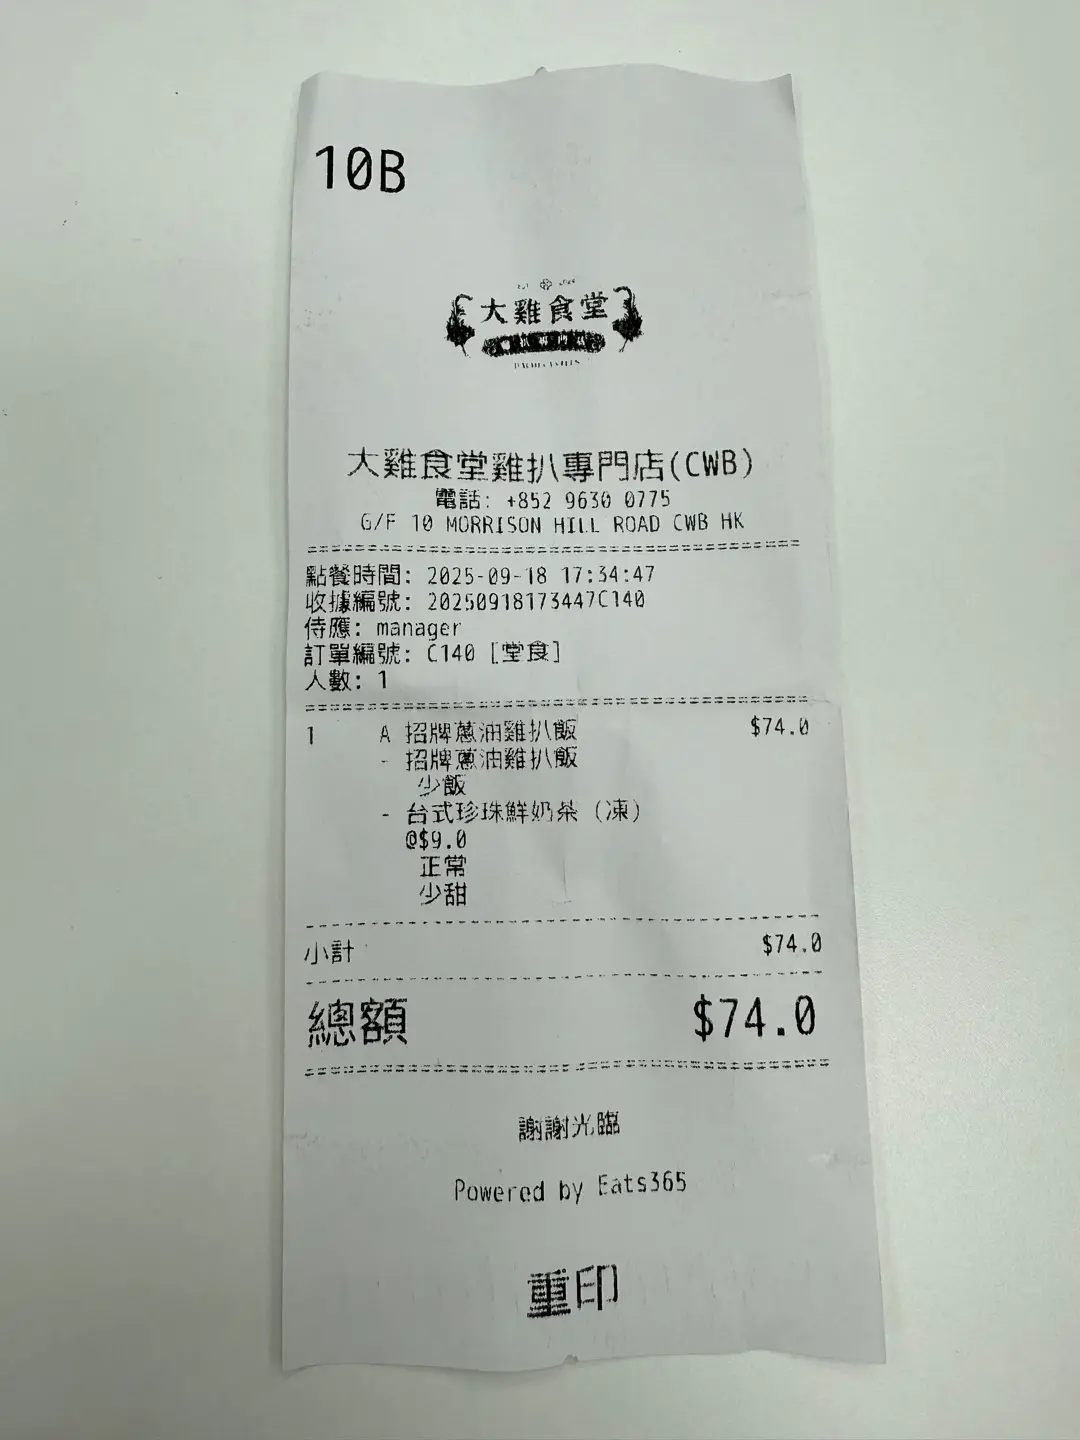 10B
大雞食堂
大雞食堂雞扒專門店(CWB)
電話: +852 9630 0775
G/F 10 MORRISON HILL ROAD CWB HK
點餐時間: 2025-09-18 17:34:47
收據編號: 20250918173447C140
侍應: manager
訂單編號: C140 [堂食]
人數: 1
1 A 招牌蔥油雞扒飯 $74.0
- 招牌蔥油雞扒飯
少飯
- 台式珍珠鮮奶茶 (凍)
@$9.0
正常
少甜
小計 $74.0
總額 $74.0
謝謝光臨
Powered by Eats365
重印